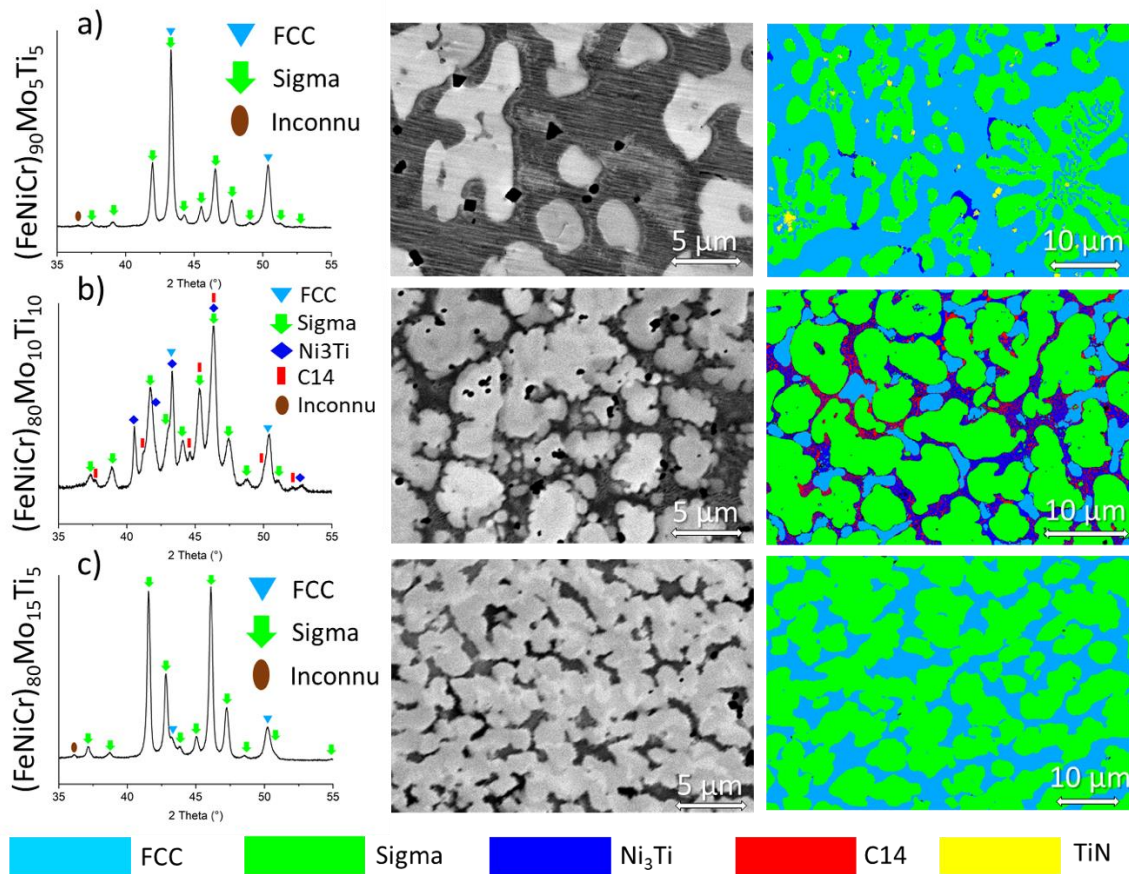 a)
(FeNiCr)₉₀Mo₅Ti₅
FCC
Sigma
Inconnu
35 40 45 50 55
2 Theta (°)
5 µm
10 µm
b)
(FeNiCr)₈₀Mo₁₀Ti₁₀
FCC
Sigma
Ni3Ti
C14
Inconnu
35 40 45 50 55
2 Theta (°)
5 µm
10 µm
c)
(FeNiCr)₈₀Mo₁₅Ti₅
FCC
Sigma
Inconnu
35 40 45 50 55
2 Theta (°)
5 µm
10 µm
FCC Sigma Ni₃Ti C14 TiN